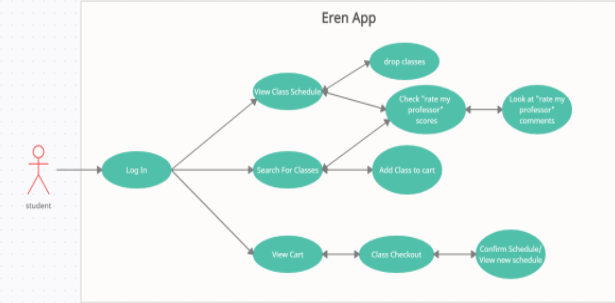 Eren App
drop classes
View Class Schedule
Check "rate my
professor"
scores
Look at "rate my
professor"
comments
Log In
Search For Classes
Add Class to cart
student
View Cart
Class Checkout
Confirm Schedule/
View new schedule